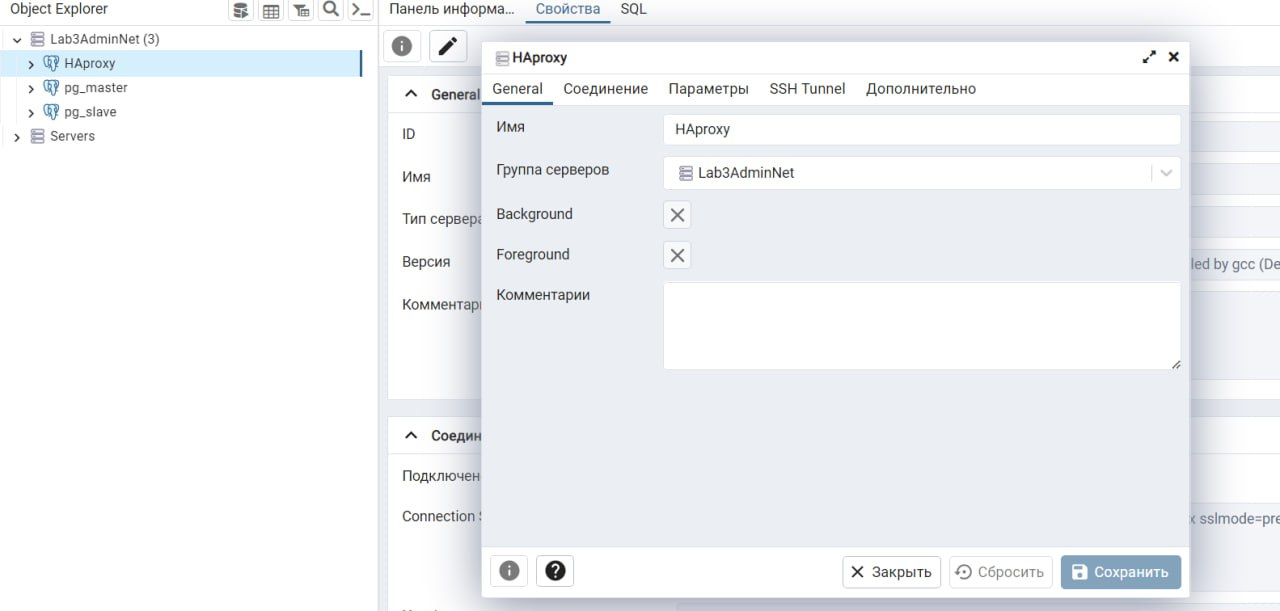 Object Explorer
Lab3AdminNet (3)
HAproxy
pg_master
pg_slave
Servers
Панель информа...
Свойства
SQL
General
ID
Имя
Тип сервера
Версия
led by gcc (De
Комментар
Соедин
Подключен
Connection S
x sslmode=pre
HAproxy
General
Соединение
Параметры
SSH Tunnel
Дополнительно
Имя
HAproxy
Группа серверов
Lab3AdminNet
Background
Foreground
Комментарии
Закрыть
Сбросить
Сохранить